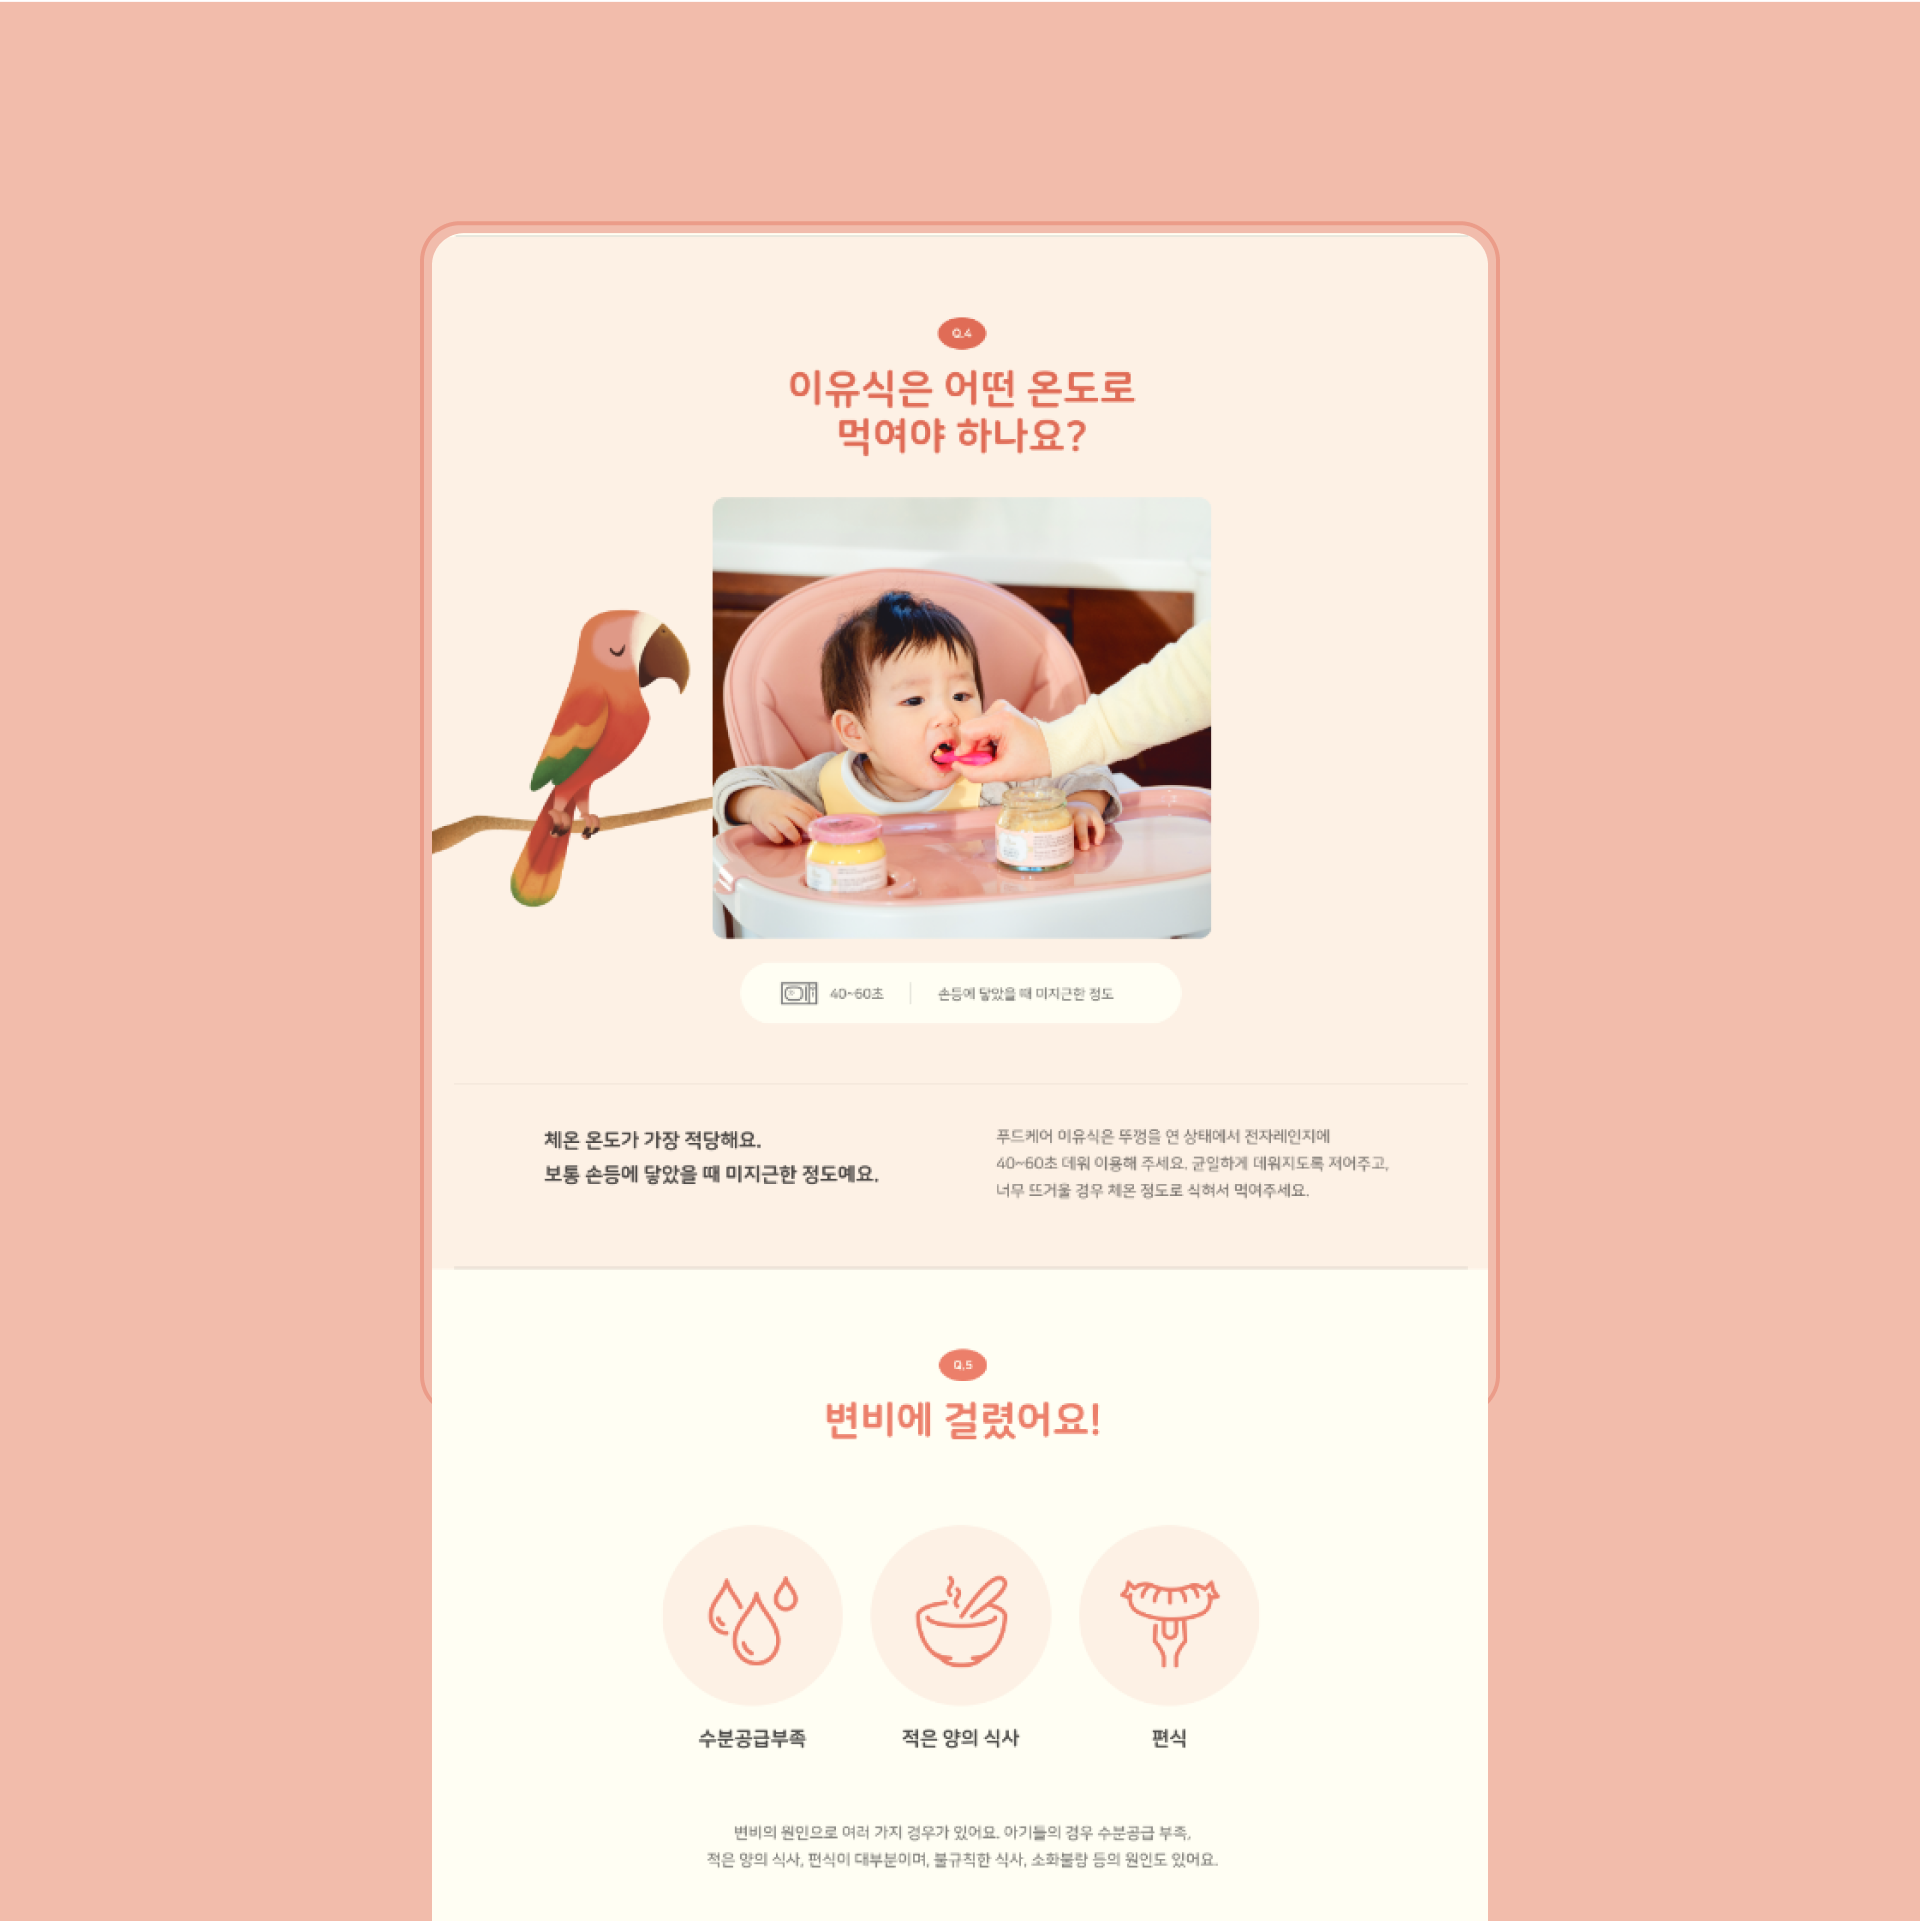 Q.4
이유식은 어떤 온도로
먹여야 하나요?
40~60초
손등에 닿았을 때 미지근한 정도
체온 온도가 가장 적당해요.
보통 손등에 닿았을 때 미지근한 정도예요.
푸드케어 이유식은 뚜껑을 연 상태에서 전자레인지에
40~60초 데워 이용해 주세요. 균일하게 데워지도록 저어주고,
너무 뜨거울 경우 체온 정도로 식혀서 먹여주세요.
Q.5
변비에 걸렸어요!
수분공급부족
적은 양의 식사
편식
변비의 원인으로 여러 가지 경우가 있어요. 아기들의 경우 수분공급 부족,
적은 양의 식사, 편식이 대부분이며, 불규칙한 식사, 소화불량 등의 원인도 있어요.